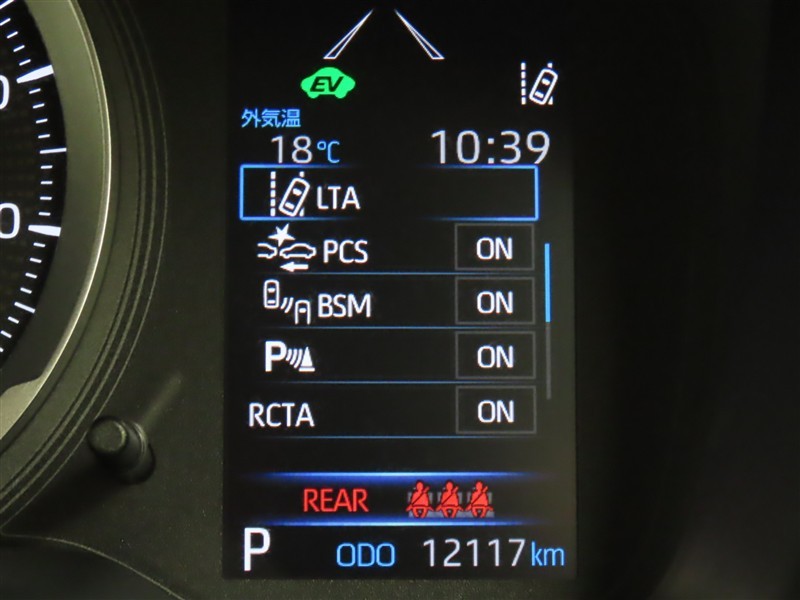 EV
外気温
18℃ 10:39
LTA
PCS ON
BSM ON
P ON
RCTA ON
REAR
P ODO 12117km